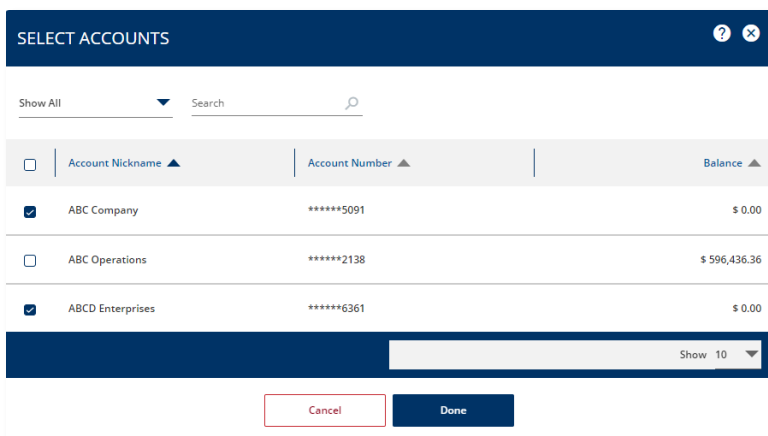 SELECT ACCOUNTS ?
Show All Search
Account Nickname Account Number Balance
ABC Company ******5091 $ 0.00
ABC Operations ******2138 $ 596,436.36
ABCD Enterprises ******6361 $ 0.00
Show 10
Cancel Done